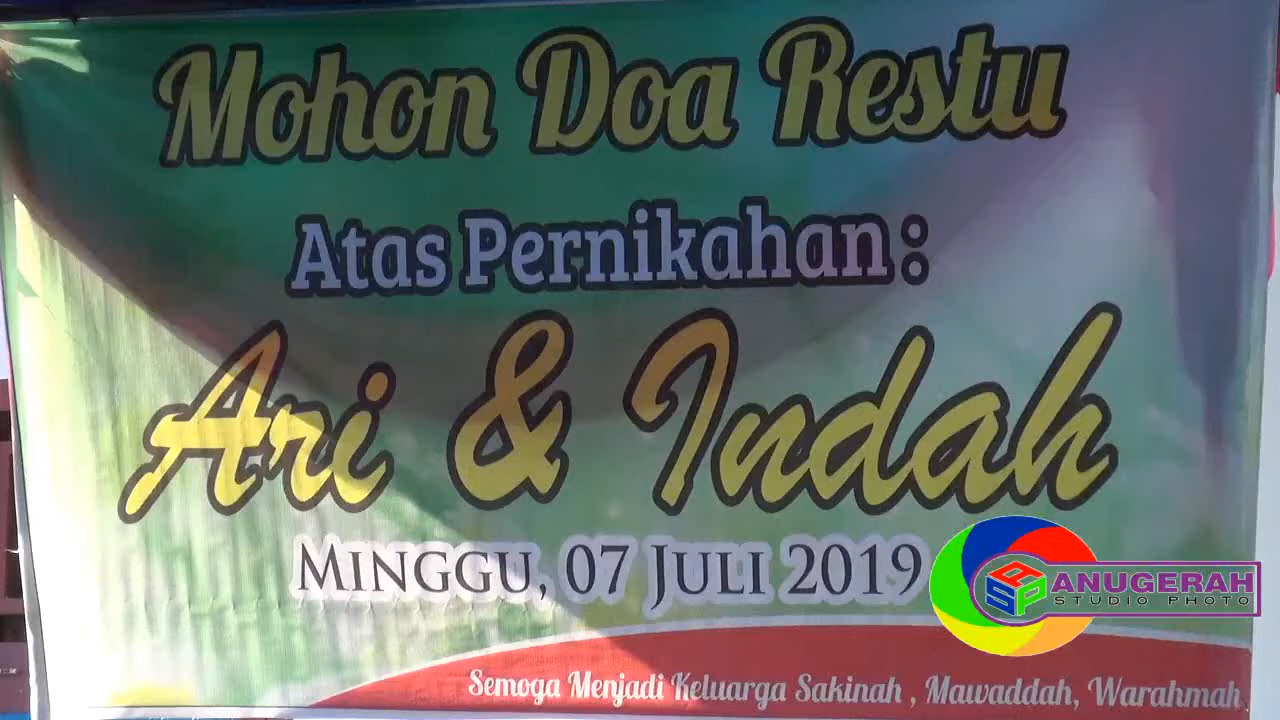 Mohon Doa Restu
Atas Pernikahan :
Ari & Indah
MINGGU, 07 JULI 2019
ASP
ANUGERAH
STUDIO PHOTO
Semoga Menjadi Keluarga Sakinah , Mawaddah, Warahmah